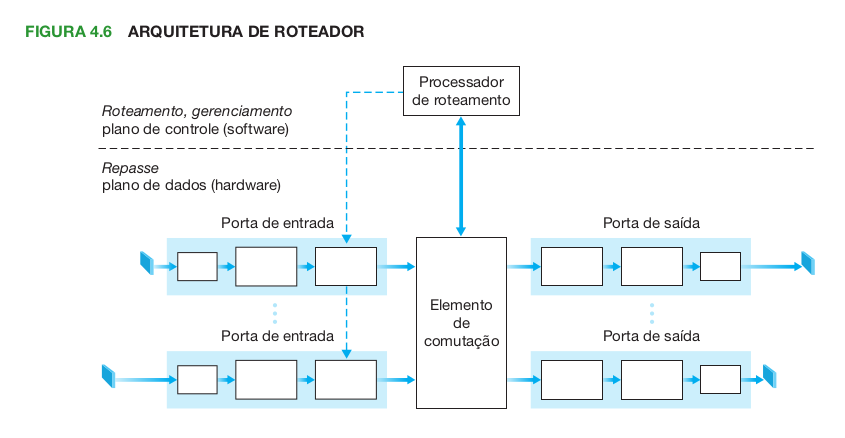 FIGURA 4.6 ARQUITETURA DE ROTEADOR
Processador
de roteamento
Roteamento, gerenciamento
plano de controle (software)
Repasse
plano de dados (hardware)
Porta de entrada
Porta de saída
Elemento
de
comutação
Porta de entrada
Porta de saída